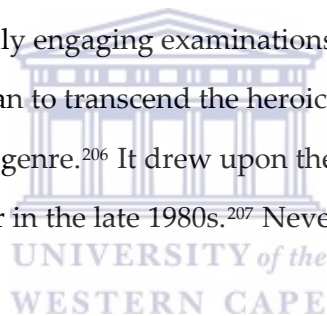 ly engaging examinations
an to transcend the heroic
genre.²⁰⁶ It drew upon the
r in the late 1980s.²⁰⁷ Neve
UNIVERSITY of the
WESTERN CAPE